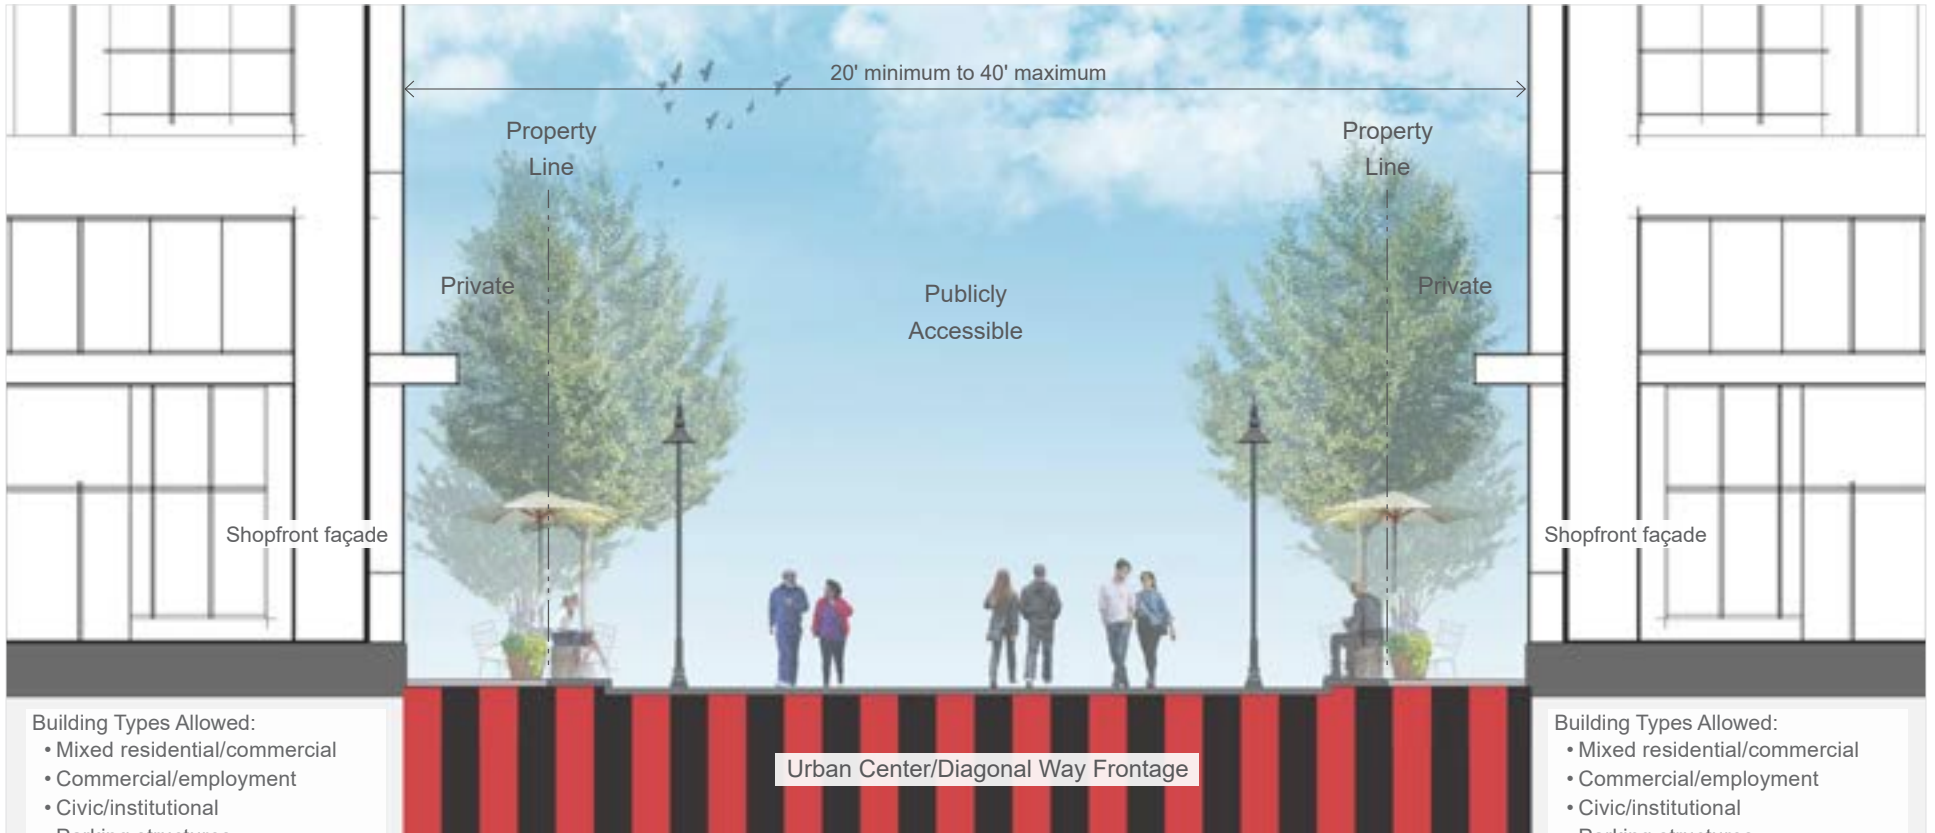 20' minimum to 40' maximum
Property
Line
Property
Line
Private
Publicly
Accessible
Private
Shopfront façade
Shopfront façade
Urban Center/Diagonal Way Frontage
Building Types Allowed:
• Mixed residential/commercial
• Commercial/employment
• Civic/institutional
Building Types Allowed:
• Mixed residential/commercial
• Commercial/employment
• Civic/institutional